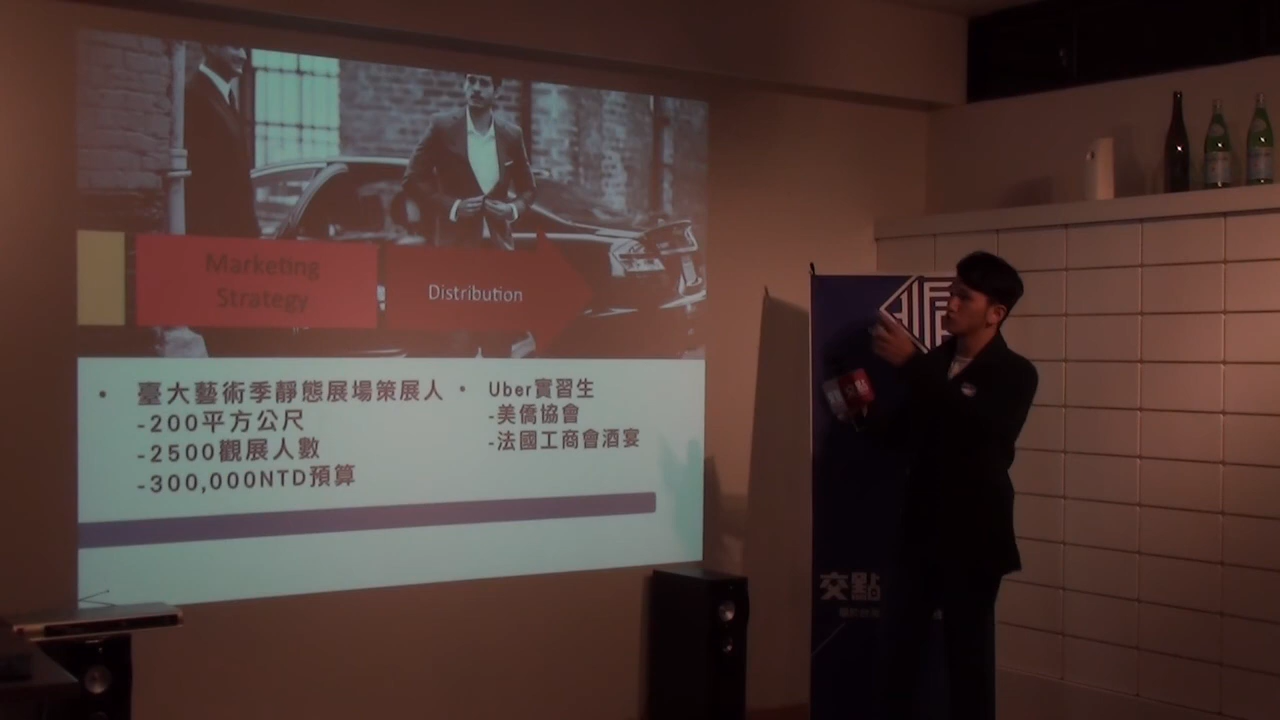 Marketing
Strategy
Distribution
• 臺大藝術季靜態展場策展人
-200平方公尺
-2500觀展人數
-300,000NTD預算
• Uber實習生
-美僑協會
-法國工商會酒宴
交點